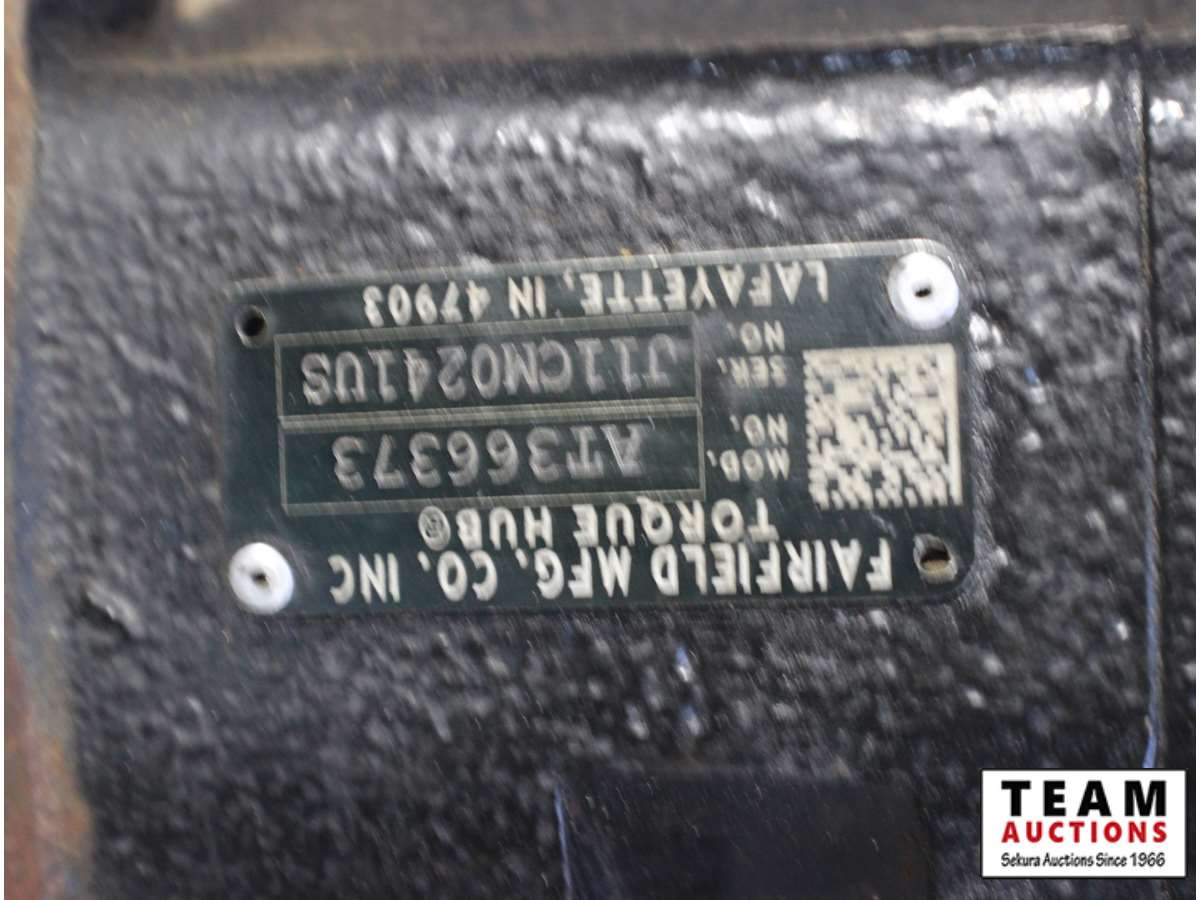 FAIRFIELD MFG. CO. INC
TORQUE HUB®
MOD. NO. AT366373
SER. NO. J11CM0241US
LAFAYETTE, IN 47903
TEAM
AUCTIONS
Sekura Auctions Since 1966